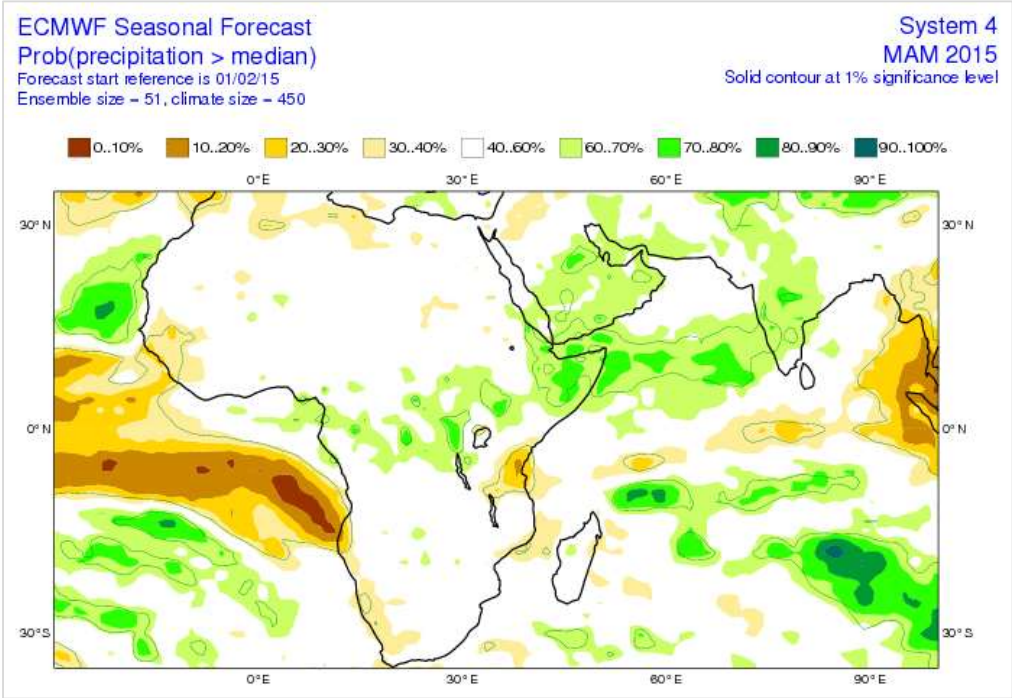 ECMWF Seasonal Forecast
System 4
Prob(precipitation > median)
MAM 2015
Forecast start reference is 01/02/15
Solid contour at 1% significance level
Ensemble size = 51, climate size = 450
0..10% 10..20% 20..30% 30..40% 40..60% 60..70% 70..80% 80..90% 90..100%
0°E 30°E 60°E 90°E
30°N 30°N
0°N 0°N
30°S 30°S
0°E 30°E 60°E 90°E